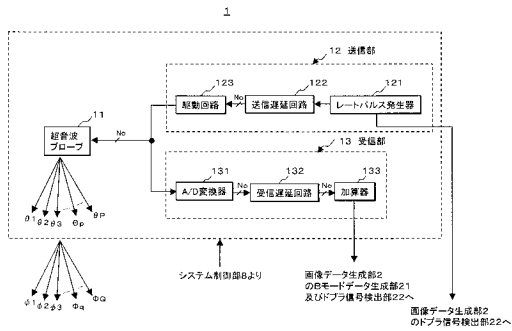 1
12 送信部
123
No
122
121
駆動回路
送信遅延回路
レートパルス発生器
11
超音波
プローブ
No
13 受信部
131
No
132
No
133
A/D変換器
受信遅延回路
加算器
θ1
θ2
θ3
θp
θP
システム制御部8より
画像データ生成部2
のBモードデータ生成部21
及びドプラ信号検出部22へ
φ1
φ2
φ3
φq
φQ
画像データ生成部2
のドプラ信号検出部22へ